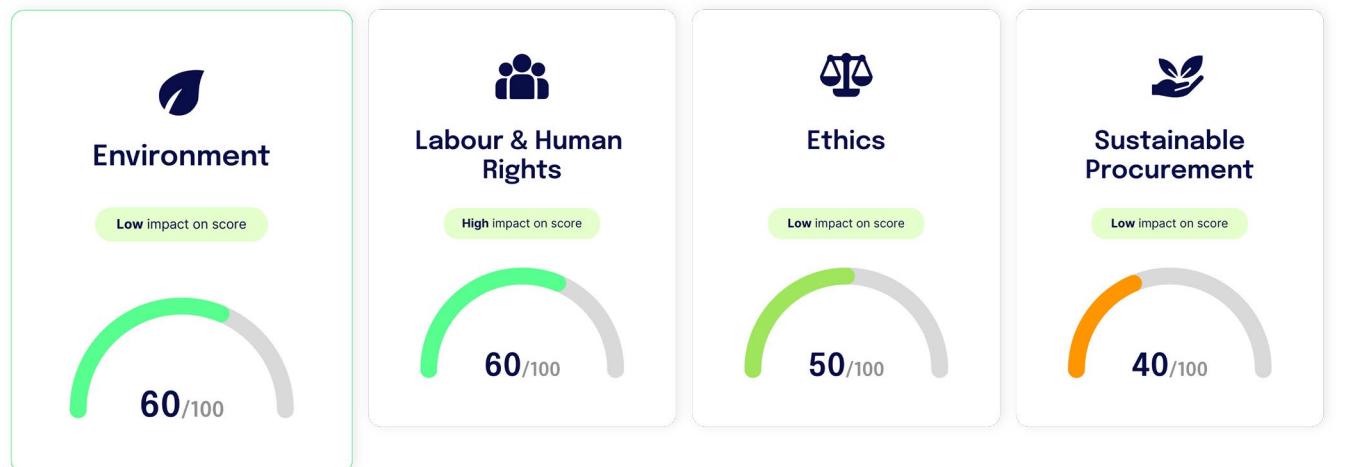 Environment
Low impact on score
60/100
Labour & Human
Rights
High impact on score
60/100
Ethics
Low impact on score
50/100
Sustainable
Procurement
Low impact on score
40/100